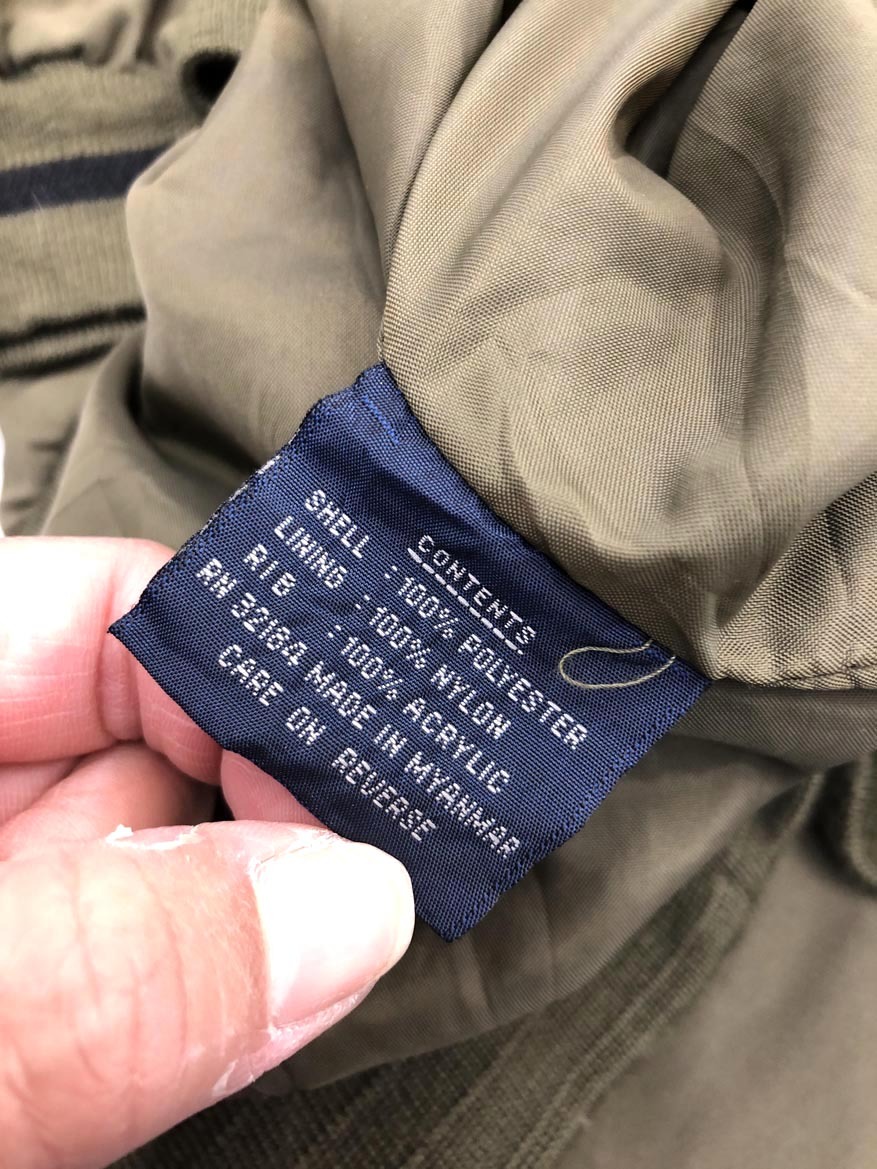 CONTENTS
SHELL : 100% POLYESTER
LINING : 100% NYLON
RIB : 100% ACRYLIC
RN 32184 MADE IN MYANMAR
CARE ON REVERSE